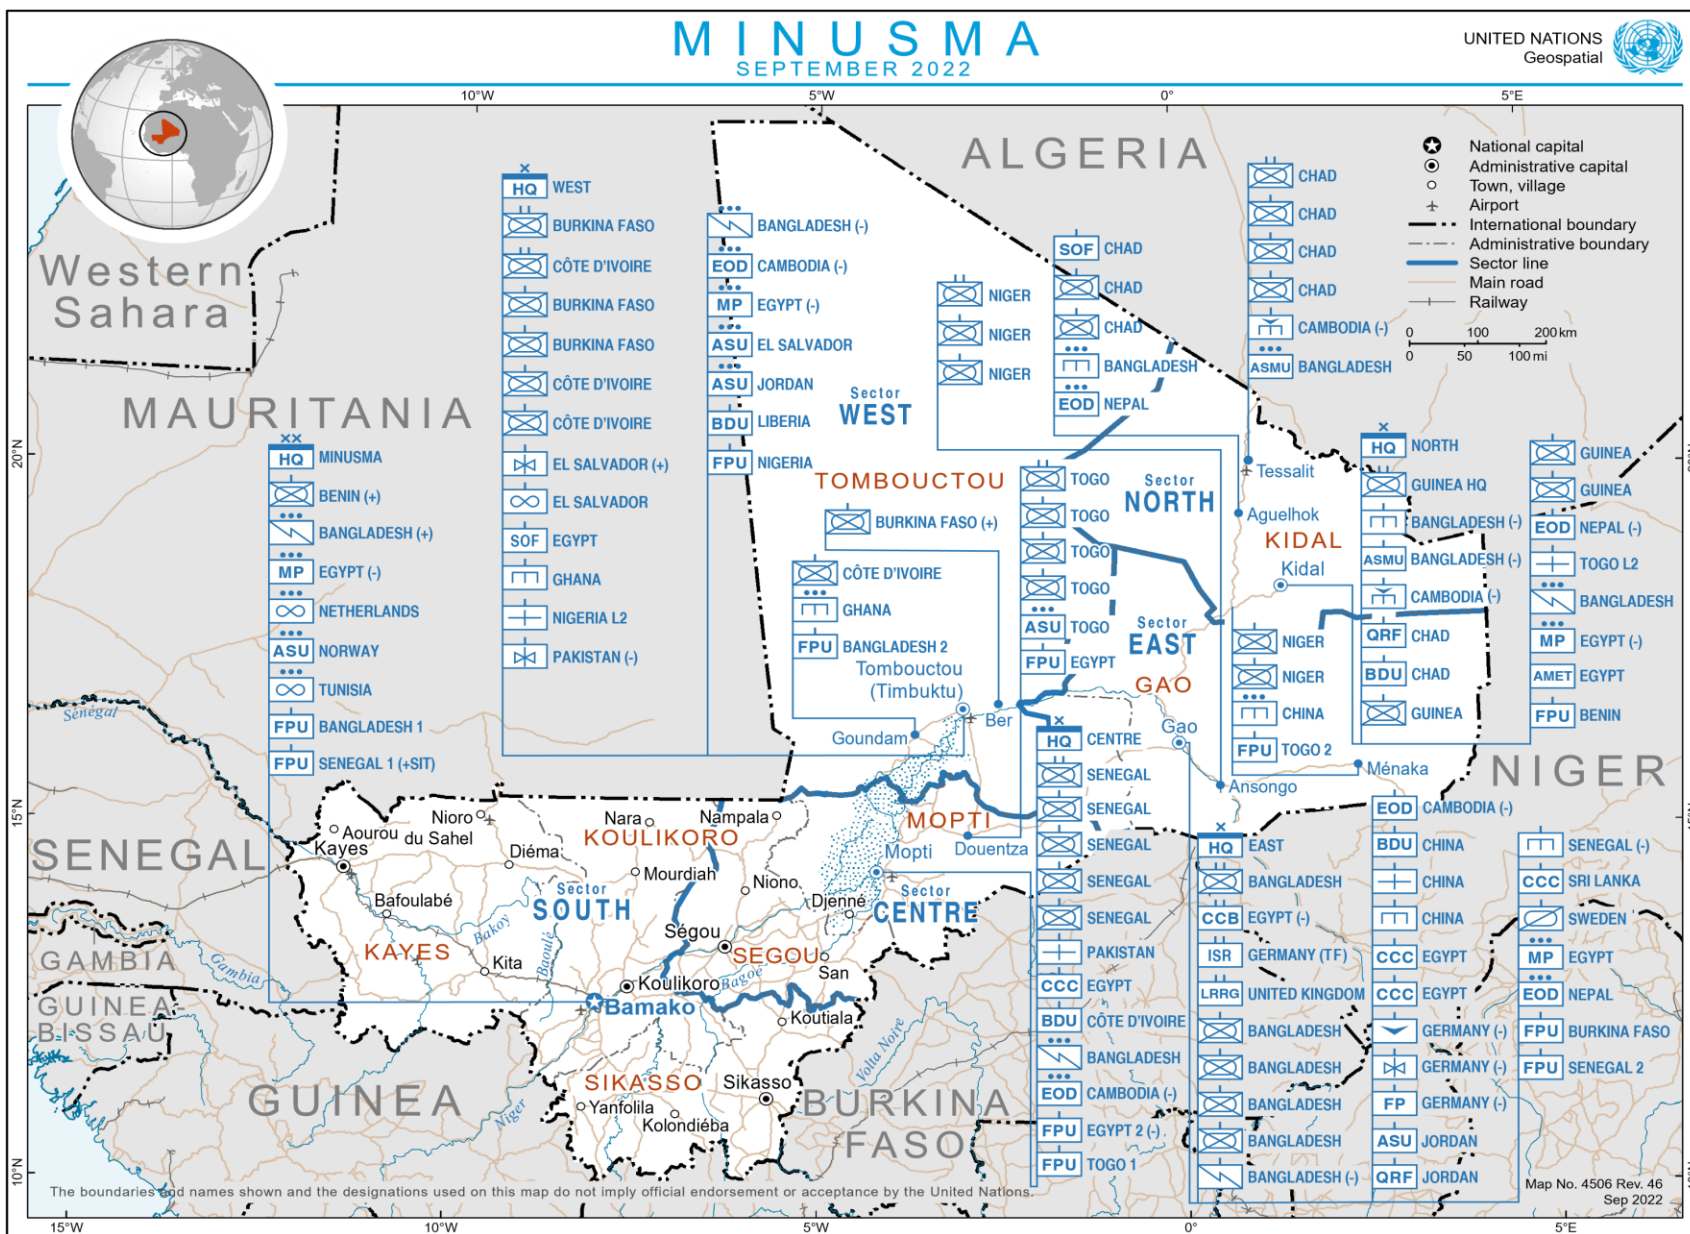 MINUSMA
SEPTEMBER 2022
UNITED NATIONS
Geospatial
10°W
5°W
0°
5°E
National capital
Administrative capital
Town, village
Airport
International boundary
Administrative boundary
Sector line
Main road
Railway
0 100 200 km
0 50 100 mi
ALGERIA
Western
Sahara
MAURITANIA
20°N
15°N
10°N
HQ WEST
BURKINA FASO
CÔTE D'IVOIRE
BURKINA FASO
BURKINA FASO
CÔTE D'IVOIRE
CÔTE D'IVOIRE
EL SALVADOR (+)
EL SALVADOR
SOF EGYPT
GHANA
NIGERIA L2
PAKISTAN (-)
BANGLADESH (-)
EOD CAMBODIA (-)
MP EGYPT (-)
ASU EL SALVADOR
ASU JORDAN
BDU LIBERIA
FPU NIGERIA
NIGER
NIGER
NIGER
SOF CHAD
CHAD
CHAD
BANGLADESH
EOD NEPAL
CHAD
CHAD
CHAD
CHAD
CAMBODIA (-)
ASMU BANGLADESH
HQ MINUSMA
BENIN (+)
BANGLADESH (+)
MP EGYPT (-)
NETHERLANDS
ASU NORWAY
TUNISIA
FPU BANGLADESH 1
FPU SENEGAL 1 (+SIT)
Sector
WEST
TOMBOUCTOU
BURKINA FASO (+)
CÔTE D'IVOIRE
GHANA
FPU BANGLADESH 2
Tombouctou
(Timbuktu)
Goundam
Ber
TOGO
TOGO
TOGO
TOGO
ASU TOGO
FPU EGYPT
Sector
NORTH
Tessalit
Aguelhok
KIDAL
Kidal
HQ NORTH
GUINEA HQ
BANGLADESH (-)
ASMU BANGLADESH (-)
CAMBODIA (-)
QRF CHAD
BDU CHAD
GUINEA
GUINEA
GUINEA
EOD NEPAL (-)
TOGO L2
BANGLADESH
MP EGYPT (-)
AMET EGYPT
FPU BENIN
Sector
EAST
GAO
Gao
NIGER
NIGER
CHINA
FPU TOGO 2
Ménaka
Ansongo
NIGER
HQ CENTRE
SENEGAL
SENEGAL
SENEGAL
SENEGAL
SENEGAL
PAKISTAN
CCC EGYPT
BDU CÔTE D'IVOIRE
BANGLADESH
EOD CAMBODIA (-)
FPU EGYPT 2 (-)
FPU TOGO 1
HQ EAST
BANGLADESH
CCB EGYPT (-)
ISR GERMANY (TF)
LRRG UNITED KINGDOM
BANGLADESH
BANGLADESH
BANGLADESH
BANGLADESH
BANGLADESH (-)
EOD CAMBODIA (-)
BDU CHINA
CHINA
CHINA
CCC EGYPT
CCC EGYPT
GERMANY (-)
GERMANY (-)
FP GERMANY (-)
ASU JORDAN
QRF JORDAN
SENEGAL (-)
CCC SRI LANKA
SWEDEN
MP EGYPT
EOD NEPAL
FPU BURKINA FASO
FPU SENEGAL 2
Sénégal
SENEGAL
Nioro
du Sahel
Aourou
Kayes
Nara
Nampala
KOULIKORO
MOPTI
Mopti
Douentza
Diéma
Mourdiah
Niono
Djenné
Bafoulabé
Sector
SOUTH
Sector
CENTRE
Ségou
SEGOU
San
KAYES
Bakoy
Baoulé
Kita
Koulikoro
Bagoé
Bamako
Koutiala
GAMBIA
Gambia
GUINEA-
BISSAU
GUINEA
SIKASSO
Sikasso
Yanfolila
Kolondiéba
Niger
Volta Noire
BURKINA
FASO
The boundaries and names shown and the designations used on this map do not imply official endorsement or acceptance by the United Nations.
Map No. 4506 Rev. 46
Sep 2022
15°W
10°W
5°W
0°
5°E